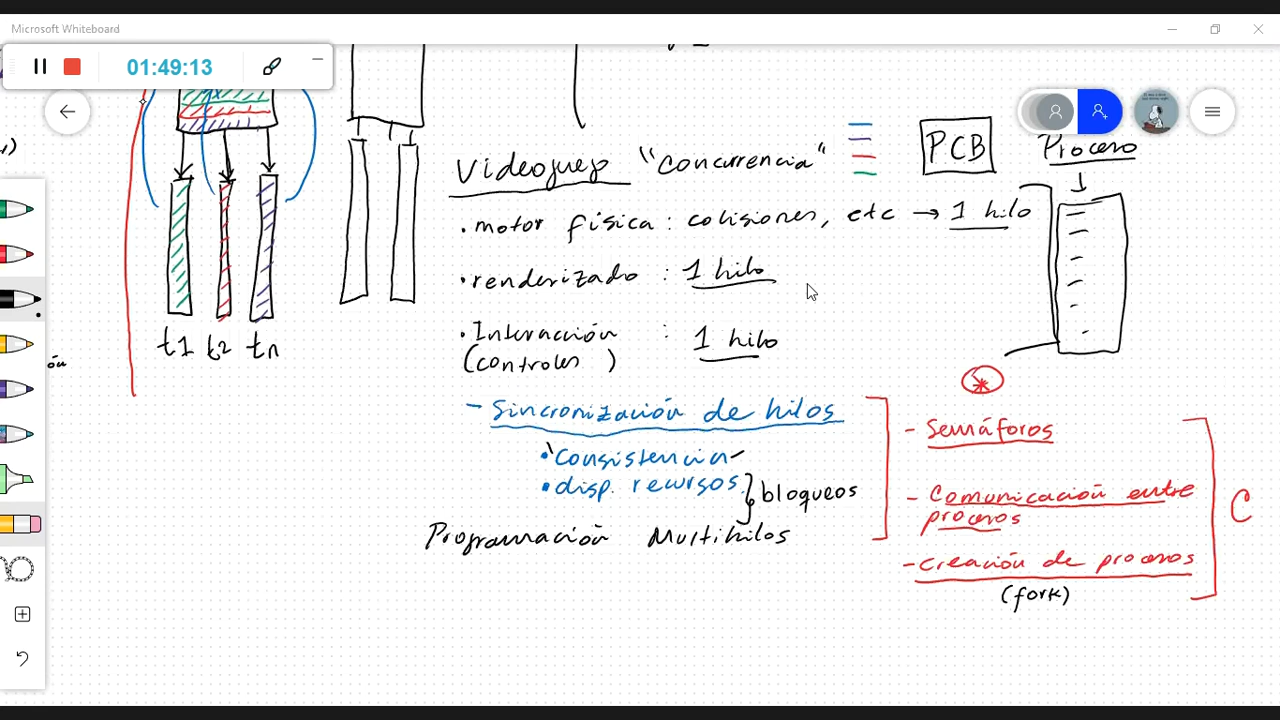 Microsoft Whiteboard
01:49:13
Videojuego "Concurrencia"
PCB
Proceso
• motor física : colisiones, etc → 1 hilo
• renderizado : 1 hilo
• Interacción : 1 hilo
(controles)
t1 t2 tn
- Sincronización de hilos
• Consistencia
• disp. recursos } bloqueos
Programación Multihilos
*
- Semáforos
- Comunicación entre
procesos
- creación de procesos
(fork)
C
ón